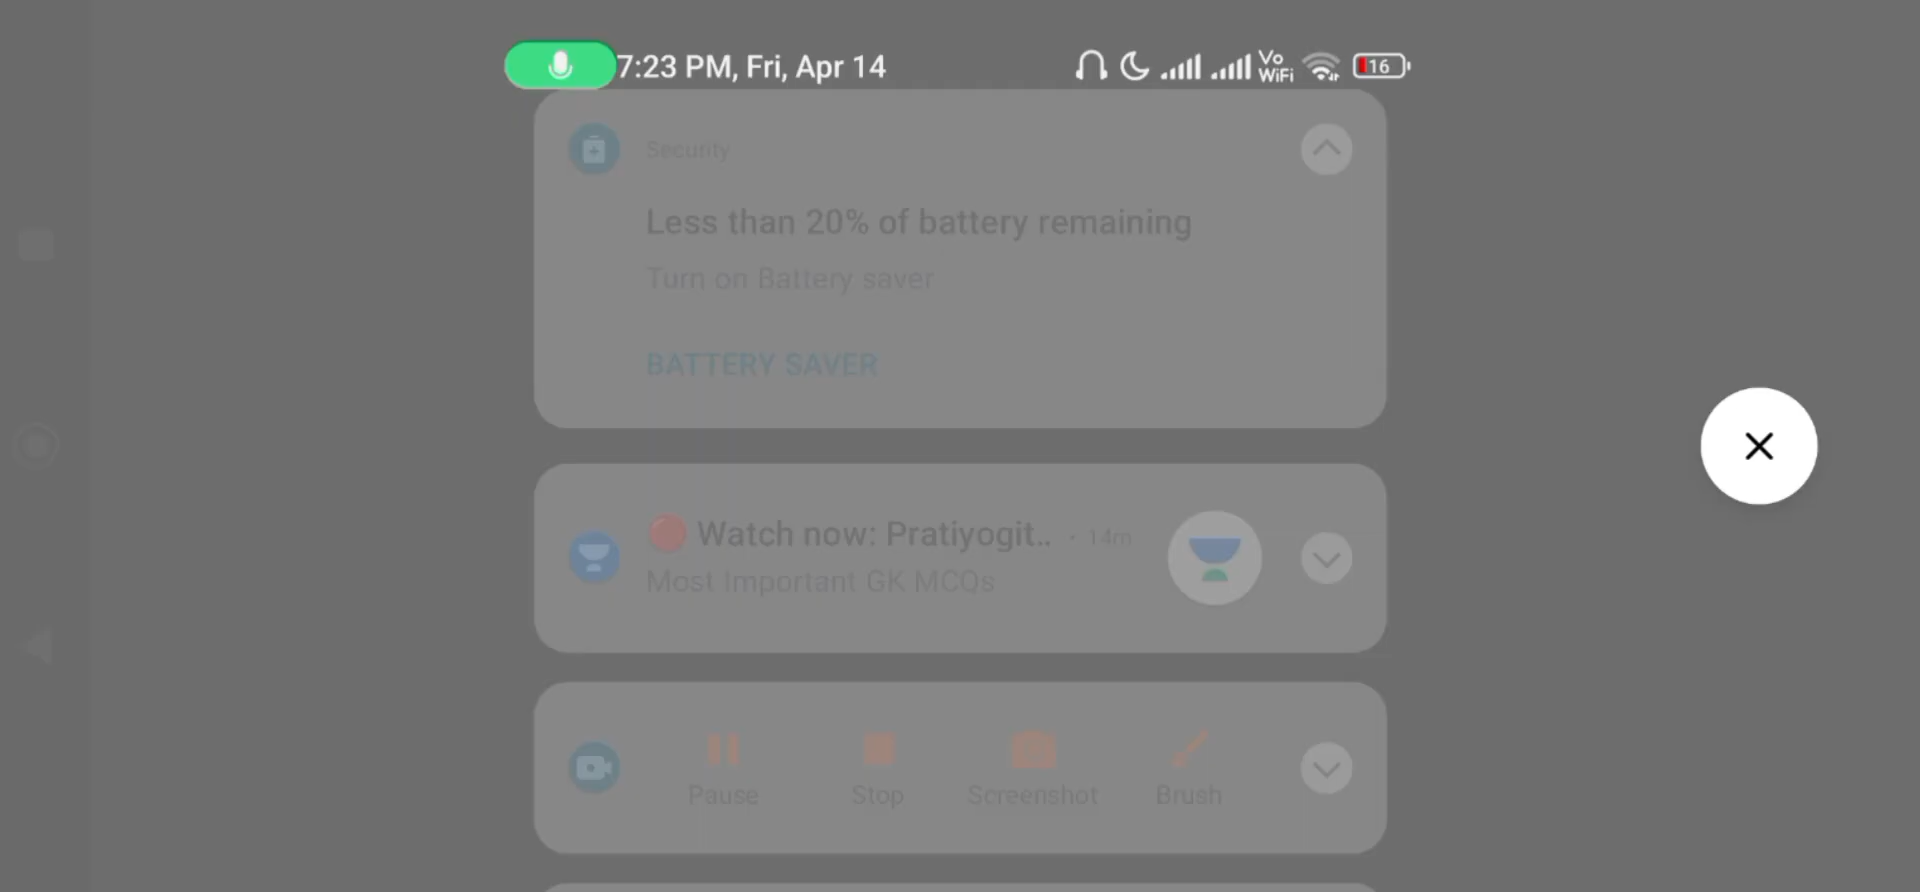 7:23 PM, Fri, Apr 14
Vo
WiFi
16
Security
Less than 20% of battery remaining
Turn on Battery saver
BATTERY SAVER
Watch now: Pratiyogit.. · 14m
Most Important GK MCQs
Pause Stop Screenshot Brush